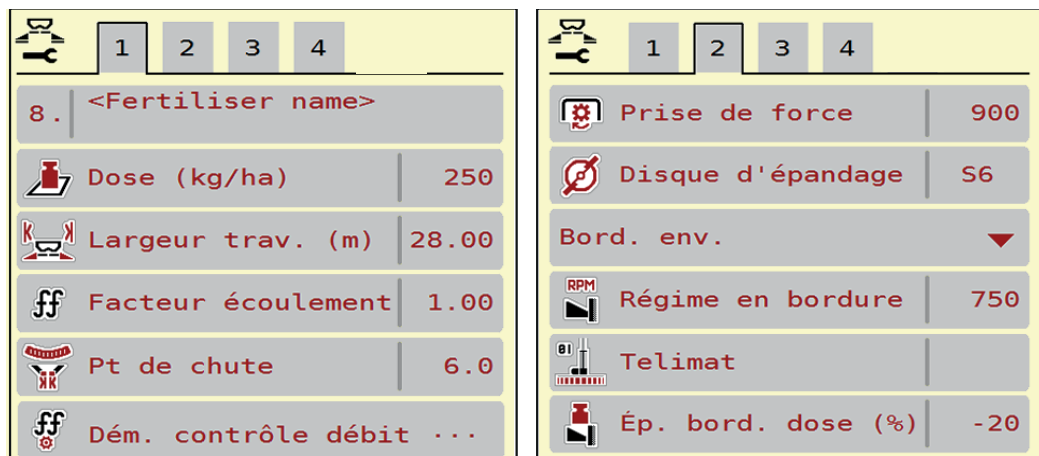 1 2 3 4
8. <Fertiliser name>
Dose (kg/ha) 250
Largeur trav. (m) 28.00
Facteur écoulement 1.00
Pt de chute 6.0
Dém. contrôle débit ...
1 2 3 4
Prise de force 900
Disque d'épandage S6
Bord. env.
RPM
Régime en bordure 750
Telimat
Ép. bord. dose (%) -20